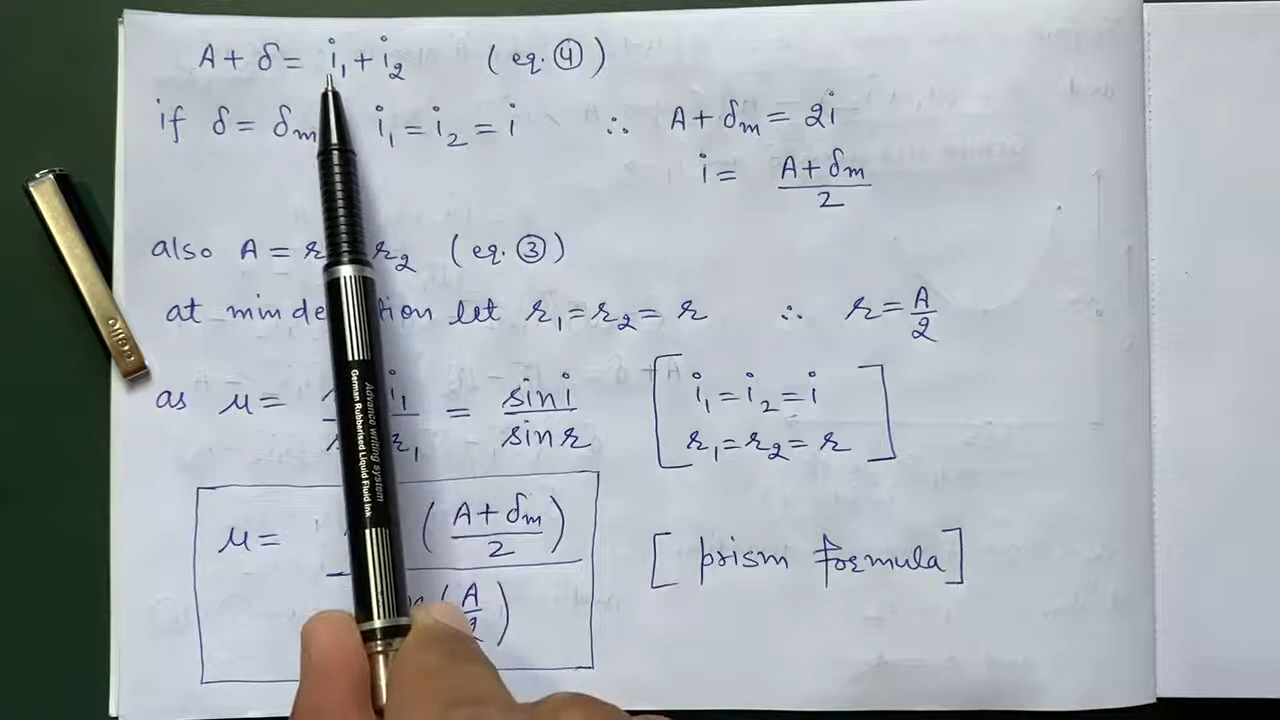 A + δ = i₁ + i₂ (eq. ④)
if δ = δm i₁ = i₂ = i ∴ A + δm = 2i
i = (A + δm)/2
also A = r r₂ (eq. ③)
at min de tion let r₁ = r₂ = r ∴ r = A/2
as μ = i₁/r₁ = sin i/sin r [i₁ = i₂ = i
r₁ = r₂ = r]
μ = (A + δm/2)/(A/2) [prism formula]
Advance writing system
German Rubberised Liquid Fluid Ink
cello